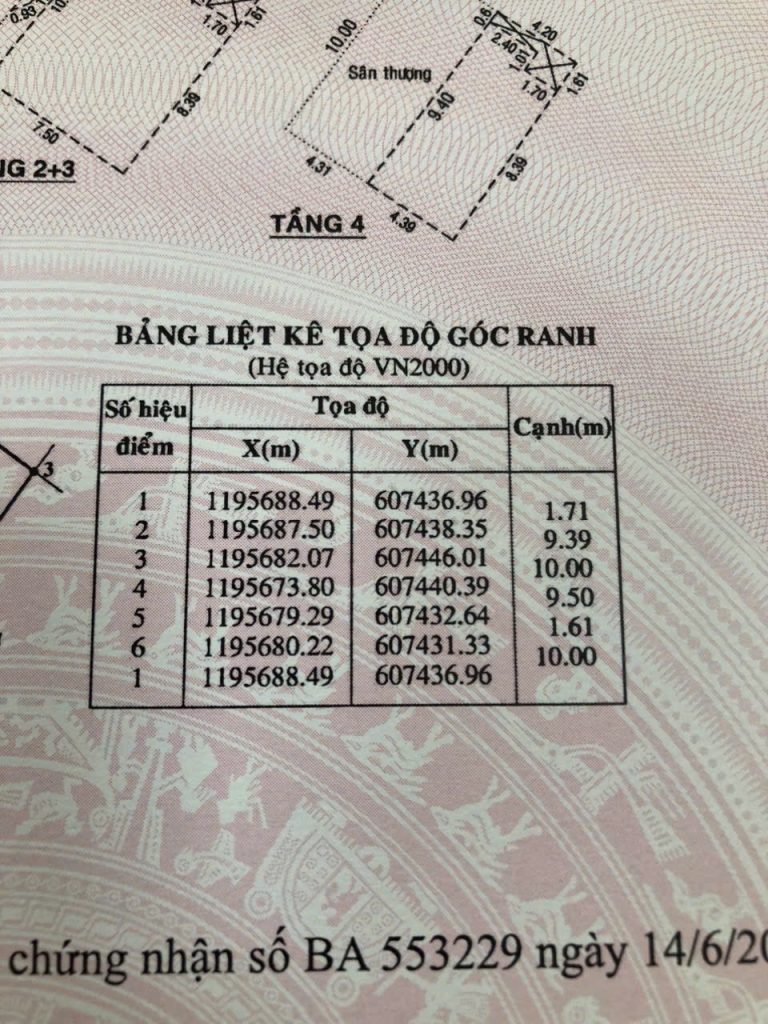 0.93
10.00
0.6
4.20
1.70
1.61
2.40
1.01
Sân thượng
1.70
1.61
9.40
8.39
8.39
7.50
4.31
NG 2+3
4.39
TẦNG 4
BẢNG LIỆT KÊ TỌA ĐỘ GÓC RANH
(Hệ tọa độ VN2000)
Số hiệu điểm Tọa độ Cạnh(m)
X(m) Y(m)
3
1 1195688.49 607436.96
1.71
2 1195687.50 607438.35
9.39
3 1195682.07 607446.01
10.00
4 1195673.80 607440.39
9.50
5 1195679.29 607432.64
1.61
6 1195680.22 607431.33
10.00
1 1195688.49 607436.96
chứng nhận số BA 553229 ngày 14/6/20